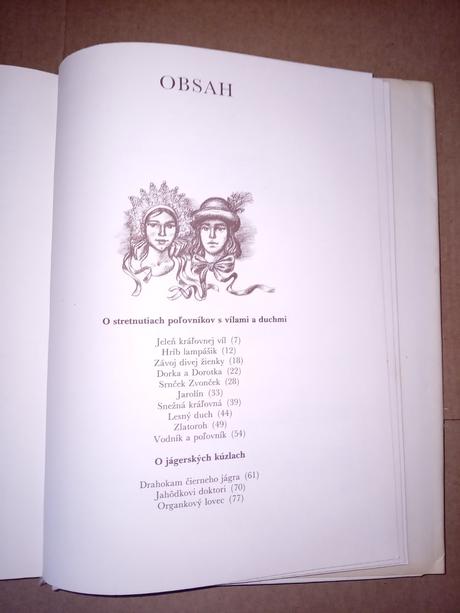 OBSAH
O stretnutiach poľovníkov s vílami a duchmi
Jeleň kráľovnej víl (7)
Hríb lampášik (12)
Závoj divej žienky (18)
Dorka a Dorotka (22)
Srnček Zvonček (28)
Jarolín (33)
Snežná kráľovná (39)
Lesný duch (44)
Zlatoroh (49)
Vodník a poľovník (54)
O jágerských kúzlach
Drahokam čierneho jágra (61)
Jahôdkovi doktori (70)
Organkový lovec (77)